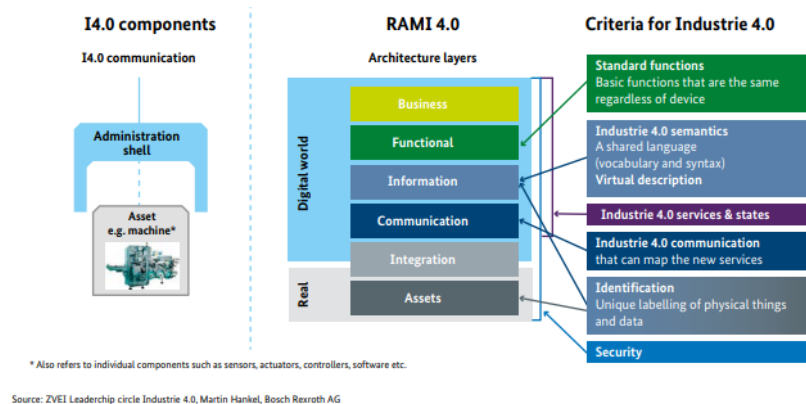 I4.0 components
I4.0 communication
Administration
shell
Asset
e.g. machine*
RAMI 4.0
Architecture layers
Digital world
Business
Functional
Information
Communication
Integration
Real
Assets
Criteria for Industrie 4.0
Standard functions
Basic functions that are the same
regardless of device
Industrie 4.0 semantics
A shared language
(vocabulary and syntax)
Virtual description
Industrie 4.0 services & states
Industrie 4.0 communication
that can map the new services
Identification
Unique labelling of physical things
and data
Security
* Also refers to individual components such as sensors, actuators, controllers, software etc.
Source: ZVEI Leadership circle Industrie 4.0, Martin Hankel, Bosch Rexroth AG